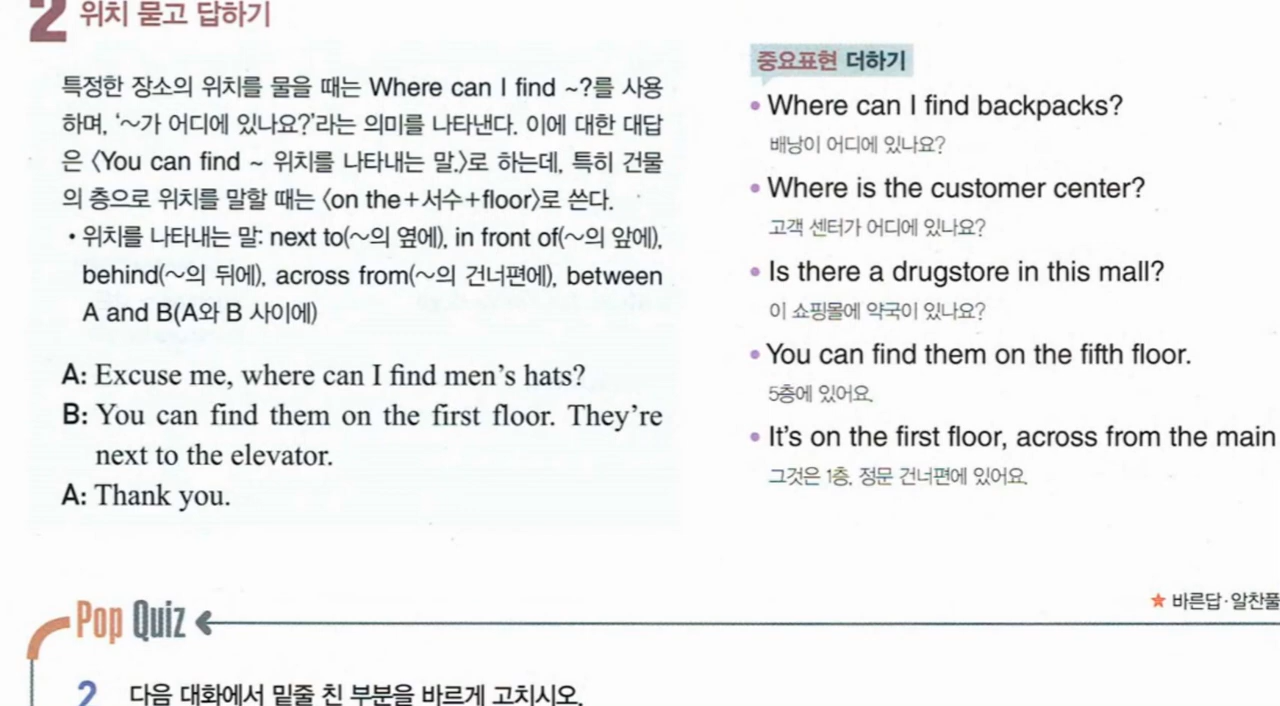 2 위치 묻고 답하기
특정한 장소의 위치를 물을 때는 Where can I find ~?를 사용
하며, ‘~가 어디에 있나요?’라는 의미를 나타낸다. 이에 대한 대답
은 〈You can find ~ 위치를 나타내는 말.〉로 하는데, 특히 건물
의 층으로 위치를 말할 때는 〈on the+서수+floor〉로 쓴다.
• 위치를 나타내는 말: next to(~의 옆에), in front of(~의 앞에),
behind(~의 뒤에), across from(~의 건너편에), between
A and B(A와 B 사이에)
A: Excuse me, where can I find men’s hats?
B: You can find them on the first floor. They’re
next to the elevator.
A: Thank you.
중요표현 더하기
• Where can I find backpacks?
배낭이 어디에 있나요?
• Where is the customer center?
고객 센터가 어디에 있나요?
• Is there a drugstore in this mall?
이 쇼핑몰에 약국이 있나요?
• You can find them on the fifth floor.
5층에 있어요.
• It’s on the first floor, across from the main
그것은 1층, 정문 건너편에 있어요.
★ 바른답·알찬풀
Pop Quiz
2 다음 대화에서 밑줄 친 부분을 바르게 고치시오.